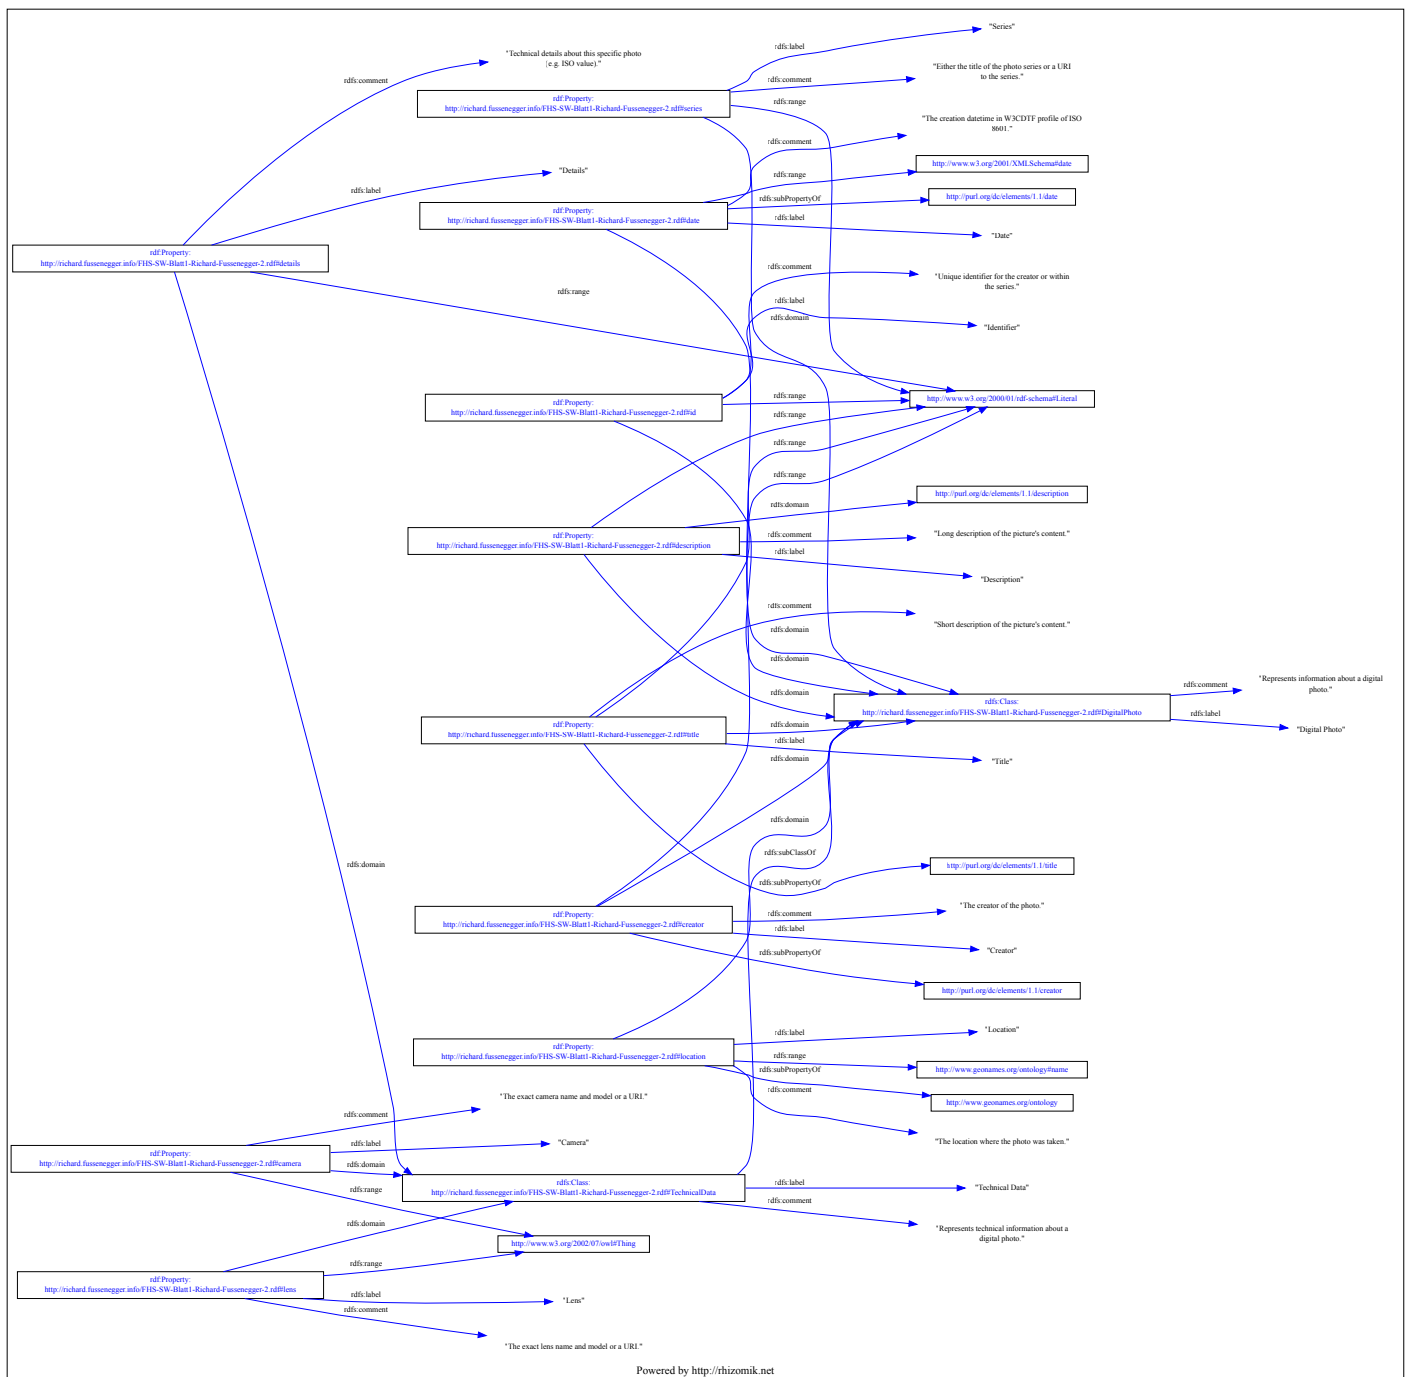 "Series"
rdfs:label
"Technical details about this specific photo
(e.g. ISO value)."
rdfs:comment
"Either the title of the photo series or a URI
to the series."
rdfs:comment
rdf:Property:
http://richard.fussenegger.info/FHS-SW-Blatt1-Richard-Fussenegger-2.rdf#series
rdfs:range
"The creation datetime in W3CDTF profile of ISO
8601."
rdfs:comment
http://www.w3.org/2001/XMLSchema#date
rdfs:range
"Details"
rdfs:label
rdfs:subPropertyOf
http://purl.org/dc/elements/1.1/date
rdf:Property:
http://richard.fussenegger.info/FHS-SW-Blatt1-Richard-Fussenegger-2.rdf#date
rdfs:label
"Date"
rdf:Property:
http://richard.fussenegger.info/FHS-SW-Blatt1-Richard-Fussenegger-2.rdf#details
rdfs:comment
"Unique identifier for the creator or within
the series."
rdfs:range
rdfs:label
rdfs:domain
"Identifier"
rdf:Property:
http://richard.fussenegger.info/FHS-SW-Blatt1-Richard-Fussenegger-2.rdf#id
rdfs:range
http://www.w3.org/2000/01/rdf-schema#Literal
rdfs:range
rdfs:range
rdfs:range
http://purl.org/dc/elements/1.1/description
rdfs:domain
rdf:Property:
http://richard.fussenegger.info/FHS-SW-Blatt1-Richard-Fussenegger-2.rdf#description
rdfs:comment
"Long description of the picture's content."
rdfs:label
"Description"
rdfs:comment
"Short description of the picture's content."
rdfs:domain
rdfs:domain
rdfs:domain
rdfs:Class:
http://richard.fussenegger.info/FHS-SW-Blatt1-Richard-Fussenegger-2.rdf#DigitalPhoto
rdfs:comment
"Represents information about a digital
photo."
rdfs:label
"Digital Photo"
rdf:Property:
http://richard.fussenegger.info/FHS-SW-Blatt1-Richard-Fussenegger-2.rdf#title
rdfs:domain
rdfs:label
"Title"
rdfs:domain
rdfs:domain
rdfs:domain
rdfs:subClassOf
http://purl.org/dc/elements/1.1/title
rdfs:subPropertyOf
rdf:Property:
http://richard.fussenegger.info/FHS-SW-Blatt1-Richard-Fussenegger-2.rdf#creator
rdfs:comment
"The creator of the photo."
rdfs:label
"Creator"
rdfs:subPropertyOf
http://purl.org/dc/elements/1.1/creator
rdf:Property:
http://richard.fussenegger.info/FHS-SW-Blatt1-Richard-Fussenegger-2.rdf#location
rdfs:label
"Location"
rdfs:range
http://www.geonames.org/ontology#name
rdfs:subPropertyOf
rdfs:comment
http://www.geonames.org/ontology
"The exact camera name and model or a URI."
rdfs:comment
"The location where the photo was taken."
rdfs:label
"Camera"
rdf:Property:
http://richard.fussenegger.info/FHS-SW-Blatt1-Richard-Fussenegger-2.rdf#camera
rdfs:domain
rdfs:range
rdfs:Class:
http://richard.fussenegger.info/FHS-SW-Blatt1-Richard-Fussenegger-2.rdf#TechnicalData
rdfs:label
"Technical Data"
rdfs:comment
"Represents technical information about a
digital photo."
rdfs:domain
http://www.w3.org/2002/07/owl#Thing
rdfs:range
rdf:Property:
http://richard.fussenegger.info/FHS-SW-Blatt1-Richard-Fussenegger-2.rdf#lens
rdfs:label
"Lens"
rdfs:comment
"The exact lens name and model or a URI."
Powered by http://rhizomik.net